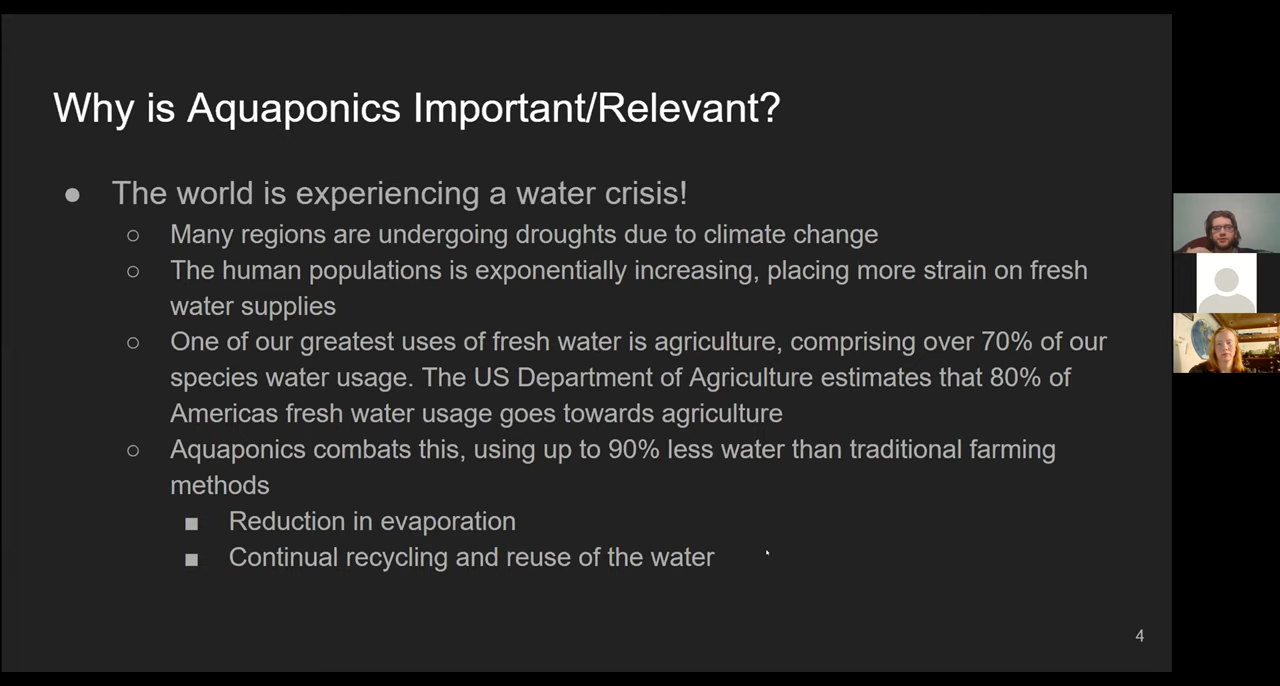 Why is Aquaponics Important/Relevant?
● The world is experiencing a water crisis!
○ Many regions are undergoing droughts due to climate change
○ The human populations is exponentially increasing, placing more strain on fresh
water supplies
○ One of our greatest uses of fresh water is agriculture, comprising over 70% of our
species water usage. The US Department of Agriculture estimates that 80% of
Americas fresh water usage goes towards agriculture
○ Aquaponics combats this, using up to 90% less water than traditional farming
methods
■ Reduction in evaporation
■ Continual recycling and reuse of the water
4